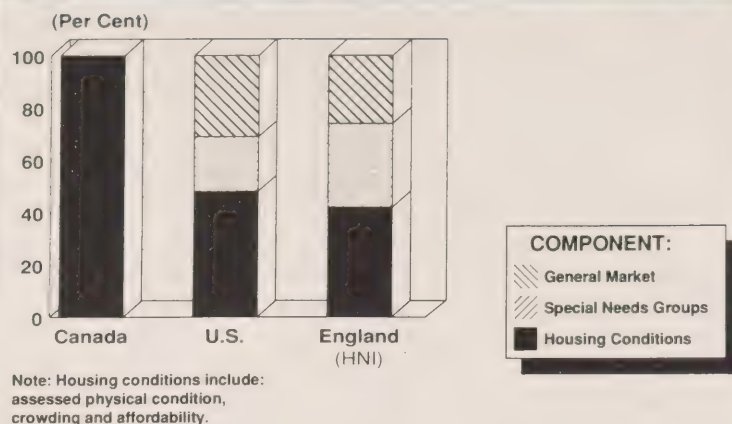 (Per Cent)
100
80
60
40
20
0
Canada
U.S.
England
(HNI)
COMPONENT:
General Market
Special Needs Groups
Housing Conditions
Note: Housing conditions include:
assessed physical condition,
crowding and affordability.